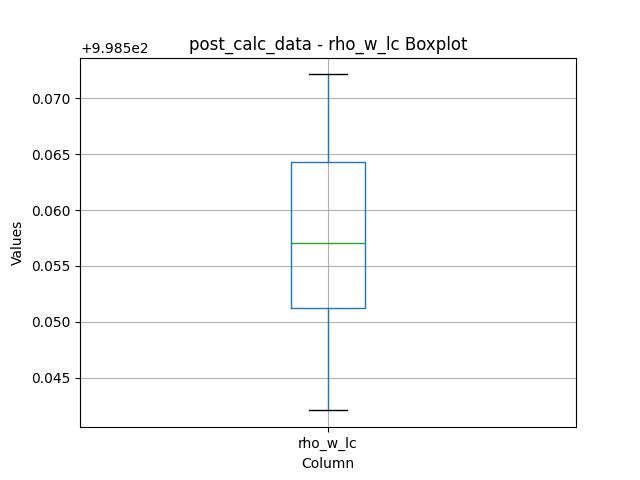 post_calc_data - rho_w_lc Boxplot
+9.985e2
0.070
0.065
0.060
0.055
0.050
0.045
Values
rho_w_lc
Column